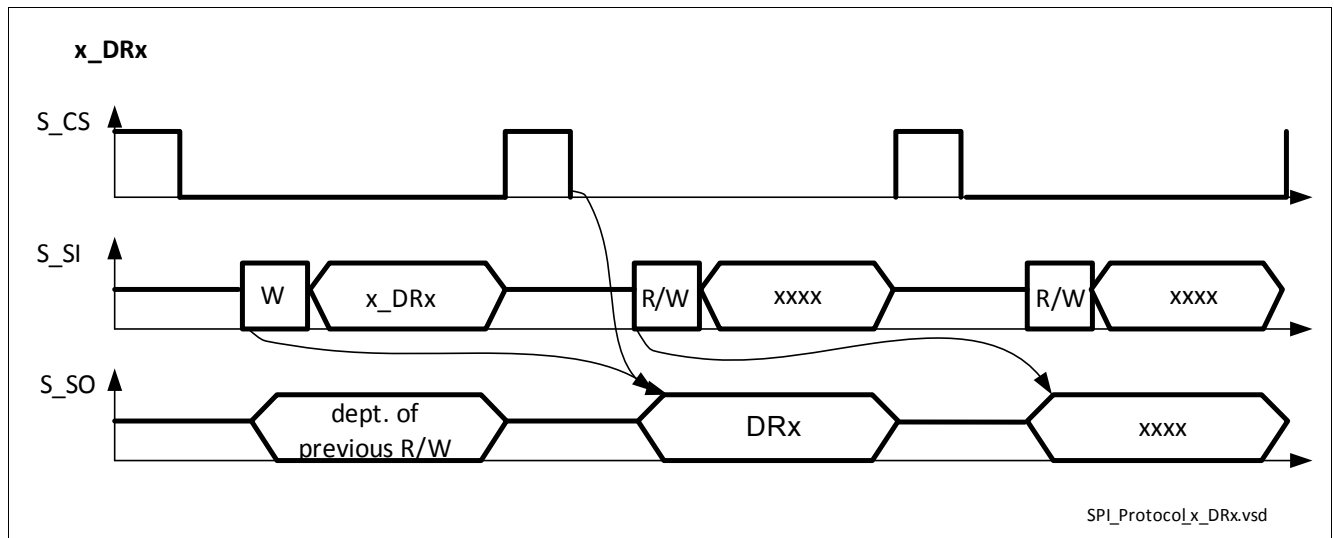 x_DRx
S_CS
S_SI
W
x_DRx
R/W
xxxx
R/W
xxxx
S_SO
dept. of
previous R/W
DRx
xxxx
SPI_Protocol_x_DRx.vsd